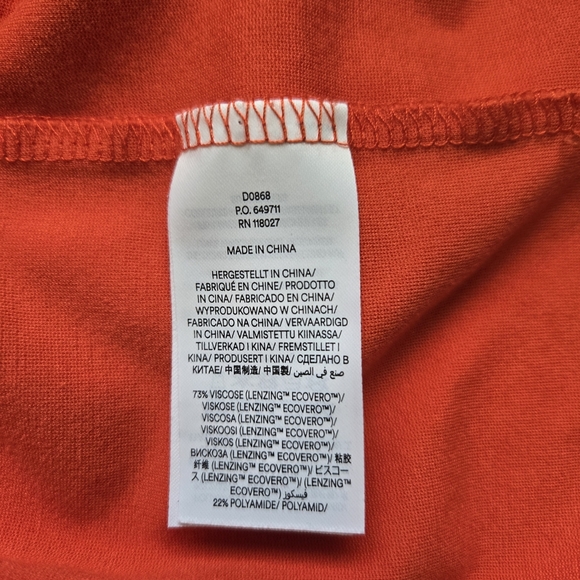 D0868
P.O. 649711
RN 118027
MADE IN CHINA
HERGESTELLT IN CHINA/
FABRIQUÉ EN CHINE/ PRODOTTO
IN CINA/ FABRICADO EN CHINA/
WYPRODUKOWANO W CHINACH/
FABRICADO NA CHINA/ VERVAARDIGD
IN CHINA/ VALMISTETTU KIINASSA/
TILLVERKAD I KINA/ FREMSTILLET I
KINA/ PRODUSERT I KINA/ СДЕЛАНО В
КИТАЕ/ 中国制造/ 中国製/ صنع في الصين/
73% VISCOSE (LENZING™ ECOVERO™)/
VISKOSE (LENZING™ ECOVERO™)/
VISCOSA (LENZING™ ECOVERO™)/
VISKOOSI (LENZING™ ECOVERO™)/
VISKOS (LENZING™ ECOVERO™)/
ВИСКОЗА (LENZING™ ECOVERO™)/ 粘胶
纤维 (LENZING™ ECOVERO™)/ ビスコー
ス (LENZING™ ECOVERO™)/ (LENZING™
ECOVERO™) فيسكوز/
22% POLYAMIDE/ POLYAMID/